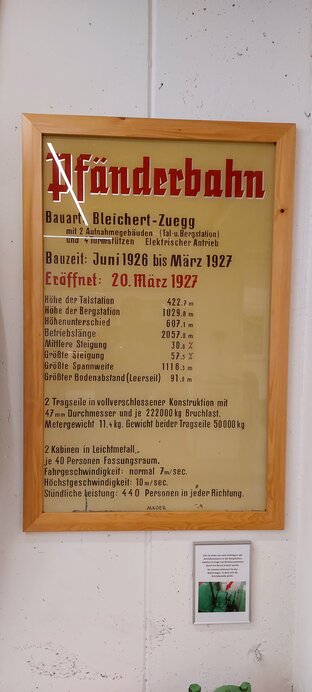 Pfänderbahn
Bauart: Bleichert-Zuegg
mit 2 Aufnahmegebäuden (Tal-u.Bergstation)
und 4 Turmstützen Elektrischer Antrieb
Bauzeit: Juni 1926 bis März 1927
Eröffnet: 20. März 1927
Höhe der Talstation 422.7 m
Höhe der Bergstation 1029.8 m
Höhenunterschied 607.1 m
Betriebslänge 2057.0 m
Mittlere Steigung 30.8 %
Größte Steigung 57.5 %
Größte Spannweite 1116.3 m
Größter Bodenabstand (Leerseil) 91.0 m
2 Tragseile in vollverschlossener Konstruktion mit
47 mm Durchmesser und je 222000 kg Bruchlast.
Metergewicht 11.4 kg. Gewicht beider Tragseile 50000 kg
2 Kabinen in Leichtmetall,
je 40 Personen Fassungsraum.
Fahrgeschwindigkeit: normal 7 m/sec.
Höchstgeschwindigkeit: 10 m/sec.
Stündliche Leistung: 440 Personen in jeder Richtung.
MADER